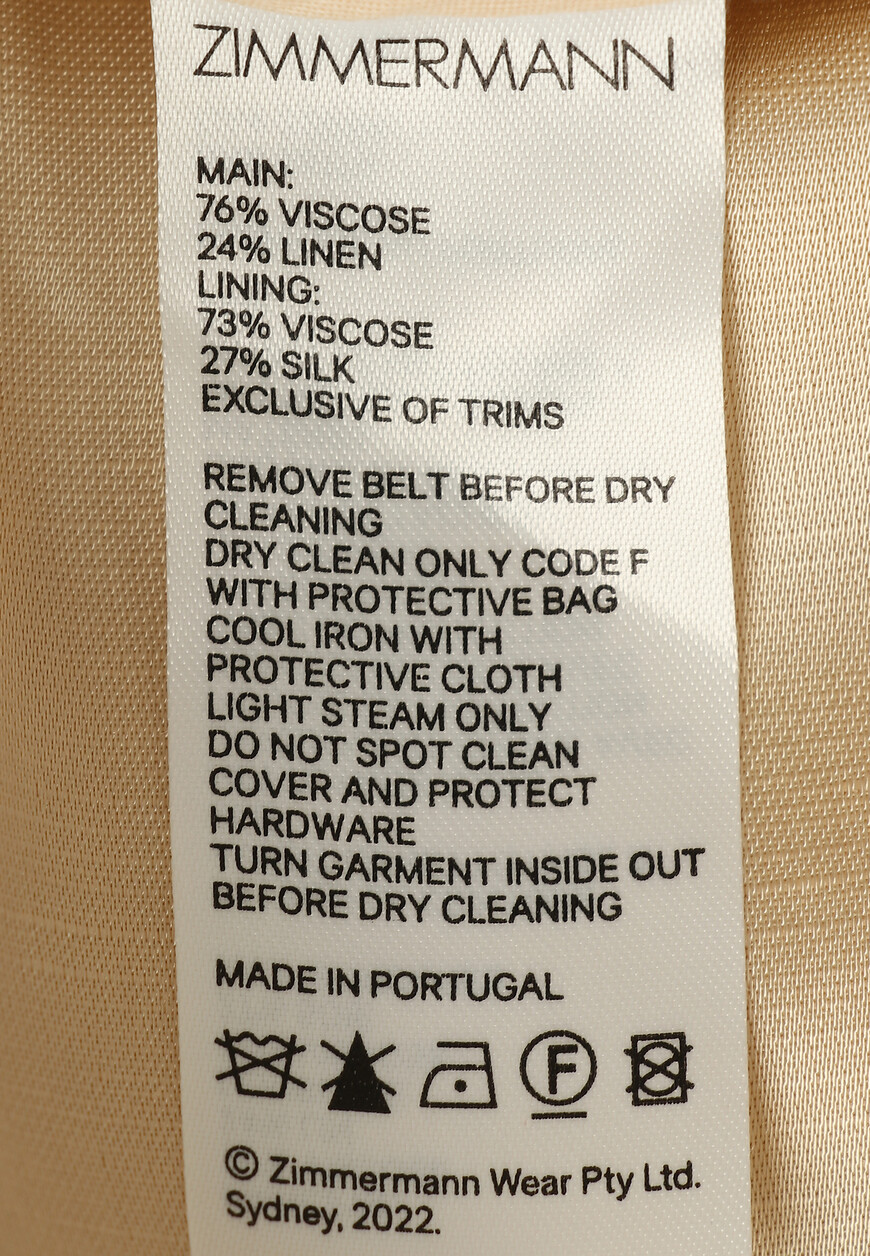 ZIMMERMANN
MAIN:
76% VISCOSE
24% LINEN
LINING:
73% VISCOSE
27% SILK
EXCLUSIVE OF TRIMS
REMOVE BELT BEFORE DRY
CLEANING
DRY CLEAN ONLY CODE F
WITH PROTECTIVE BAG
COOL IRON WITH
PROTECTIVE CLOTH
LIGHT STEAM ONLY
DO NOT SPOT CLEAN
COVER AND PROTECT
HARDWARE
TURN GARMENT INSIDE OUT
BEFORE DRY CLEANING
MADE IN PORTUGAL
F
© Zimmermann Wear Pty Ltd.
Sydney, 2022.